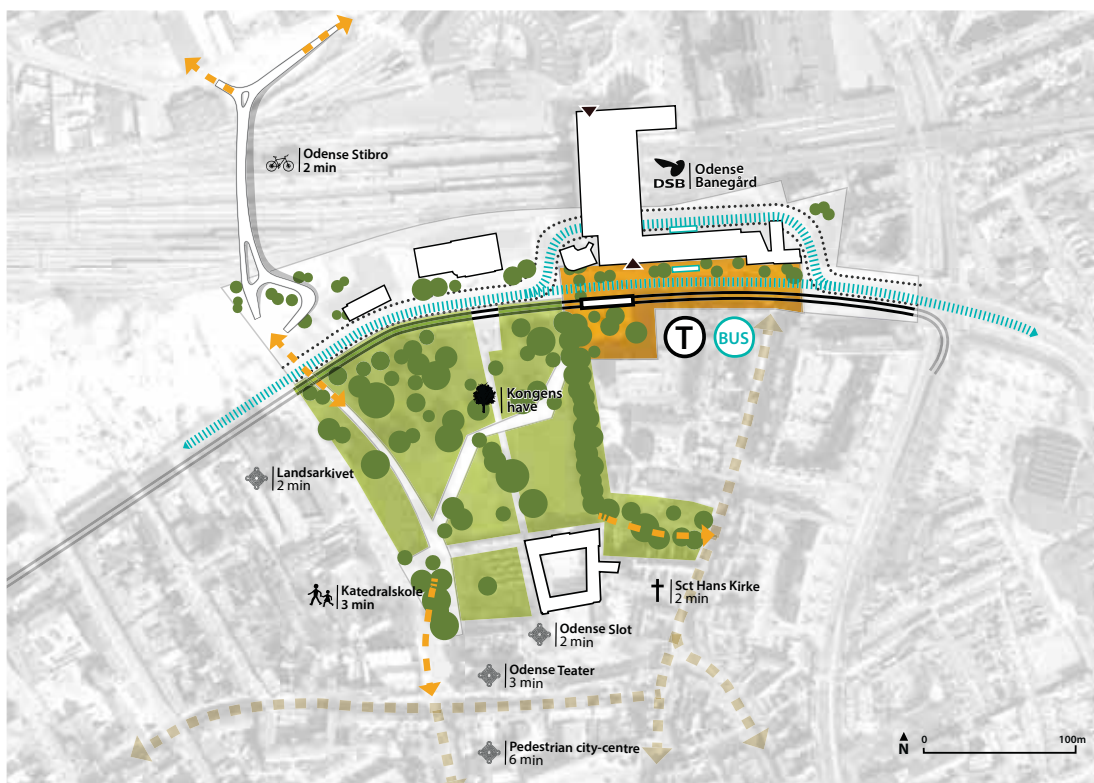 Odense Stibro
2 min
DSB
Odense
Banegård
T
BUS
Kongens
have
Landsarkivet
2 min
Katedralskole
3 min
Sct Hans Kirke
2 min
Odense Slot
2 min
Odense Teater
3 min
Pedestrian city-centre
6 min
N
0
100m